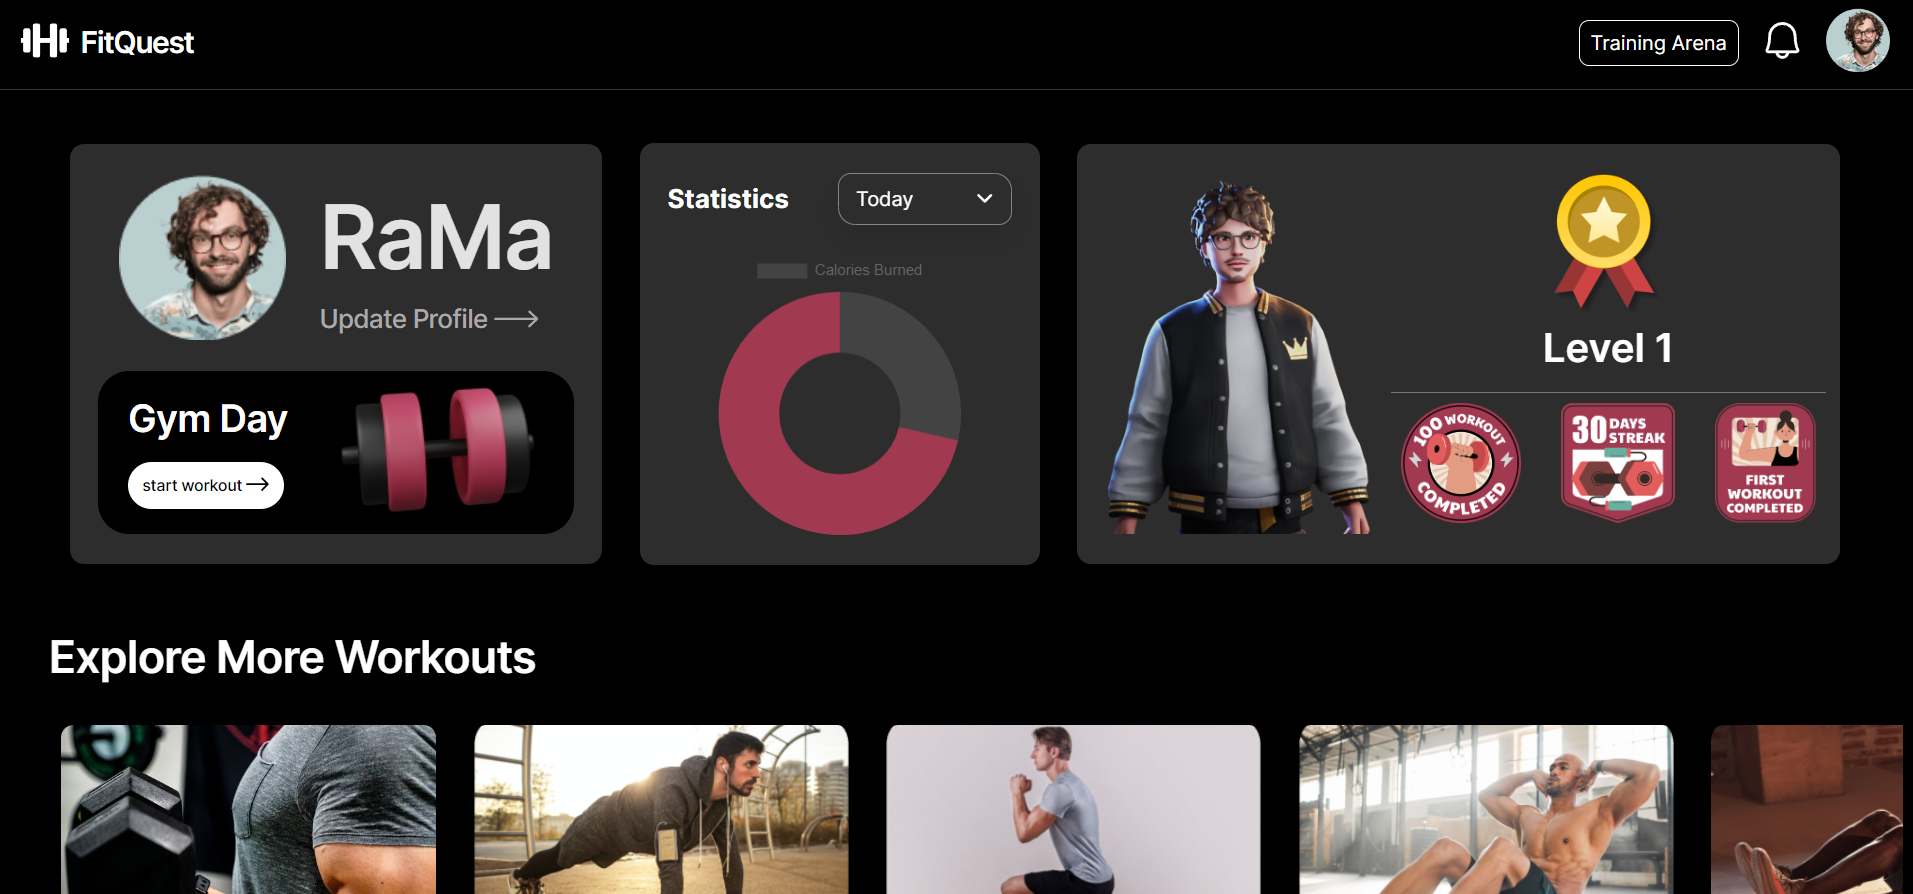 FitQuest
Training Arena
RaMa
Update Profile
Gym Day
start workout
Statistics
Today
Calories Burned
Level 1
100 WORKOUT
COMPLETED
30 DAYS
STREAK
FIRST
WORKOUT
COMPLETED
Explore More Workouts